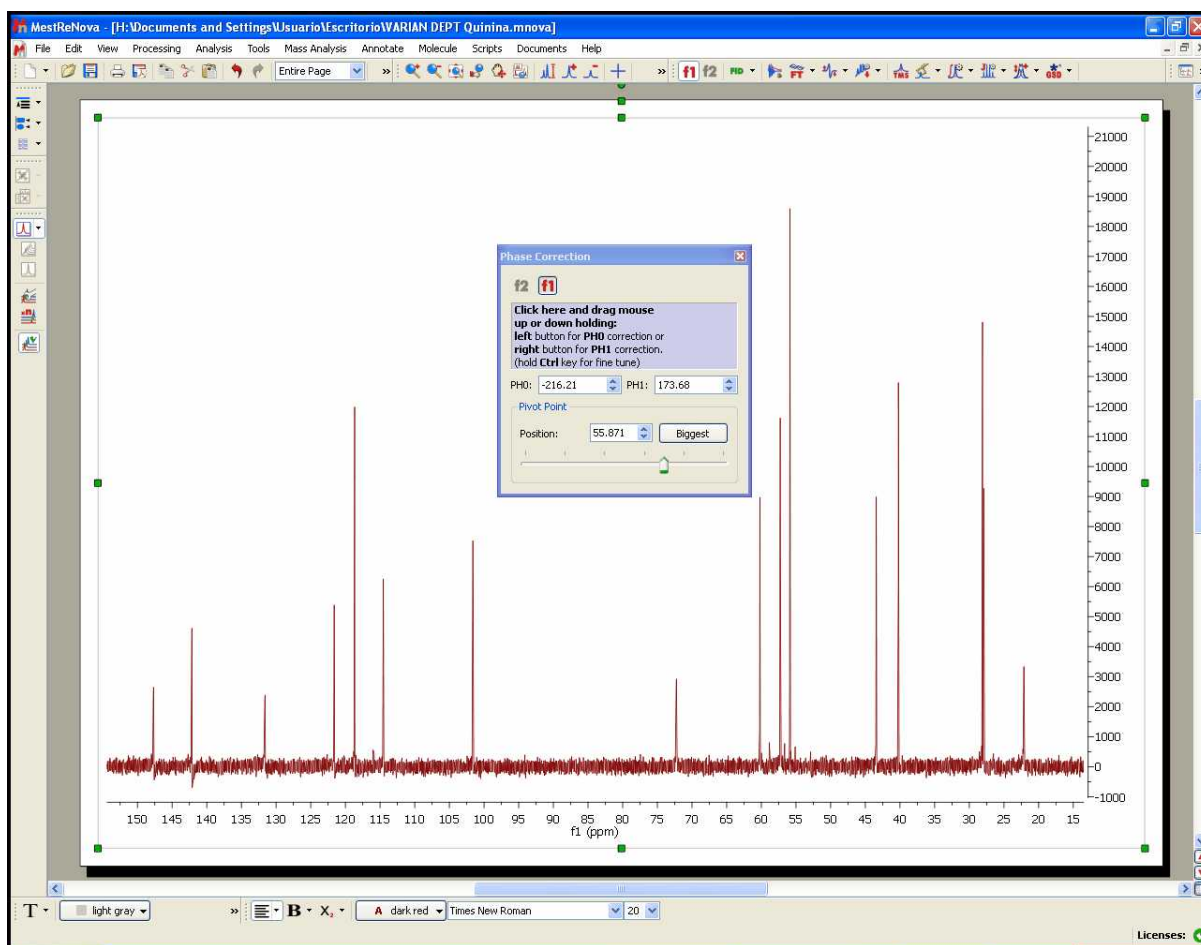 MestReNova - [H:\Documents and Settings\Usuario\Escritorio\VARIAN DEPT Quinina.mnova]
File Edit View Processing Analysis Tools Mass Analysis Annotate Molecule Scripts Documents Help
Entire Page » » f1 f2 FID FT TMS GSD
21000
20000
19000
18000
17000
16000
15000
14000
13000
12000
11000
10000
9000
8000
7000
6000
5000
4000
3000
2000
1000
0
-1000
Phase Correction
f2 f1
Click here and drag mouse
up or down holding:
left button for PH0 correction or
right button for PH1 correction.
(hold Ctrl key for fine tune)
PH0: -216.21 PH1: 173.68
Pivot Point
Position: 55.871 Biggest
150 145 140 135 130 125 120 115 110 105 100 95 90 85 80 75 70 65 60 55 50 45 40 35 30 25 20 15
f1 (ppm)
T light gray » B X₂ A dark red Times New Roman 20
Licenses: